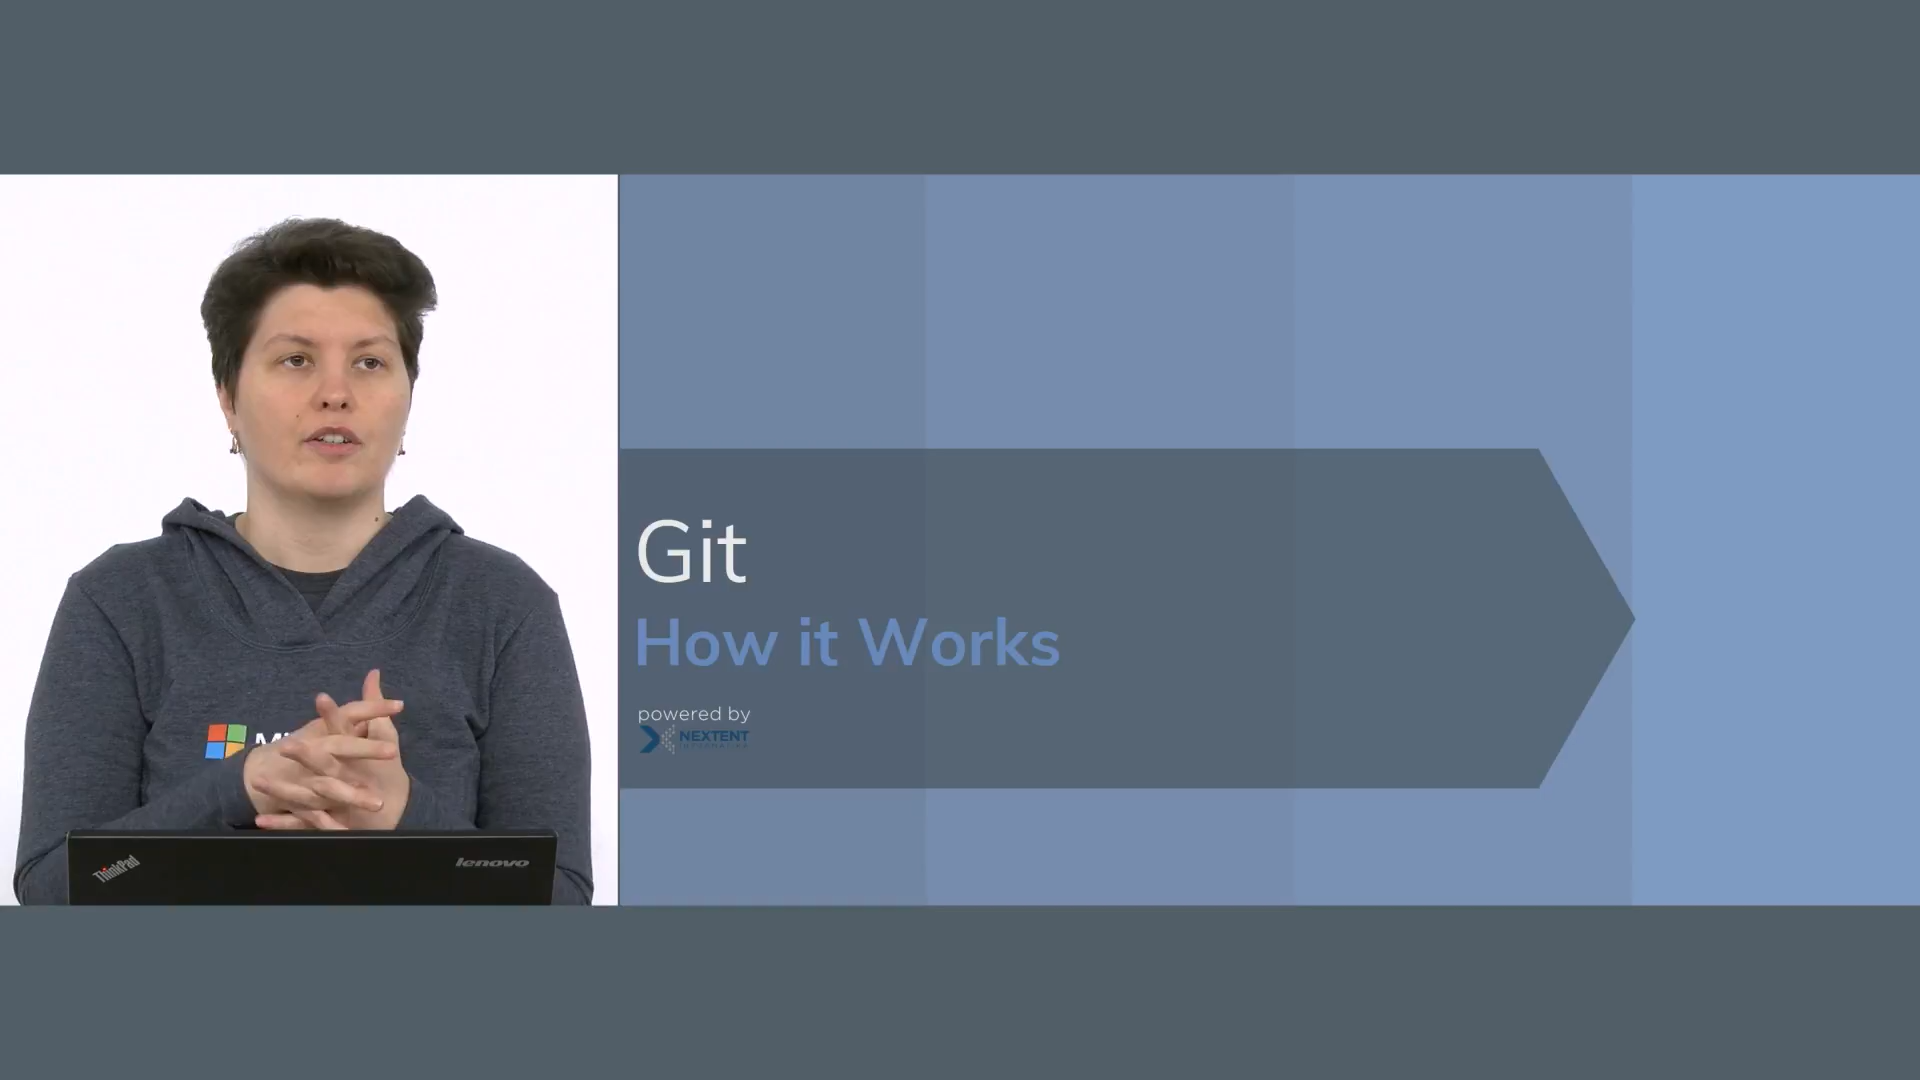 Git
How it Works
powered by
NEXTENT
ThinkPad
lenovo